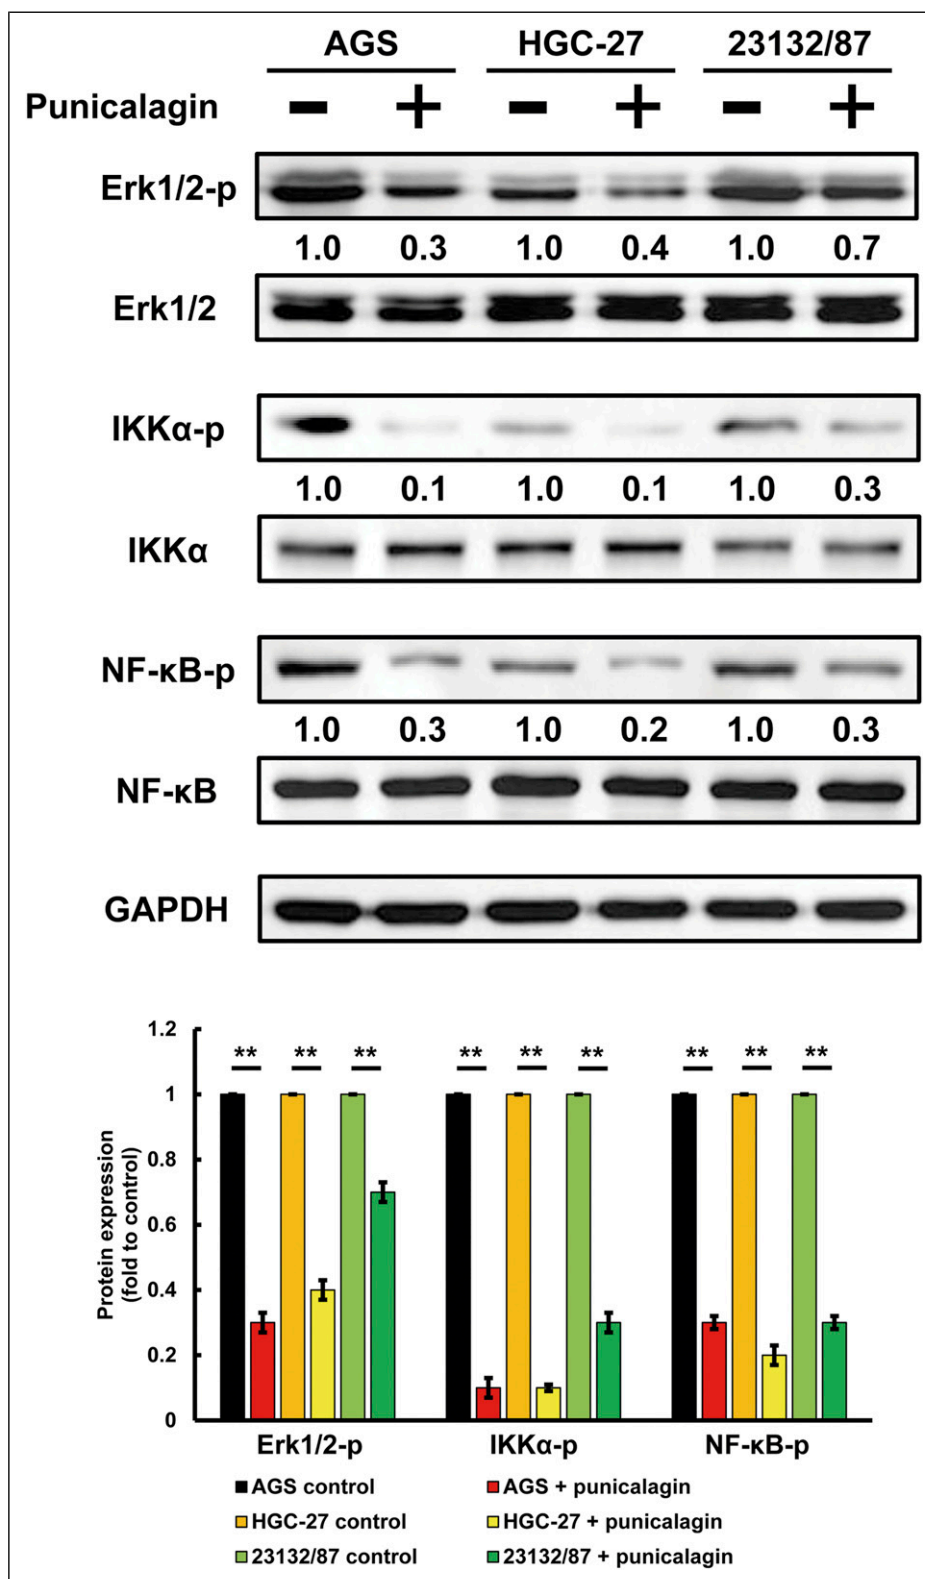 AGS HGC-27 23132/87
Punicalagin − + − + − +
Erk1/2-p
1.0 0.3 1.0 0.4 1.0 0.7
Erk1/2
IKKα-p
1.0 0.1 1.0 0.1 1.0 0.3
IKKα
NF-κB-p
1.0 0.3 1.0 0.2 1.0 0.3
NF-κB
GAPDH
Protein expression
(fold to control)
1.2
1
0.8
0.6
0.4
0.2
0
** ** ** ** ** ** ** ** **
Erk1/2-p IKKα-p NF-κB-p
AGS control AGS + punicalagin
HGC-27 control HGC-27 + punicalagin
23132/87 control 23132/87 + punicalagin